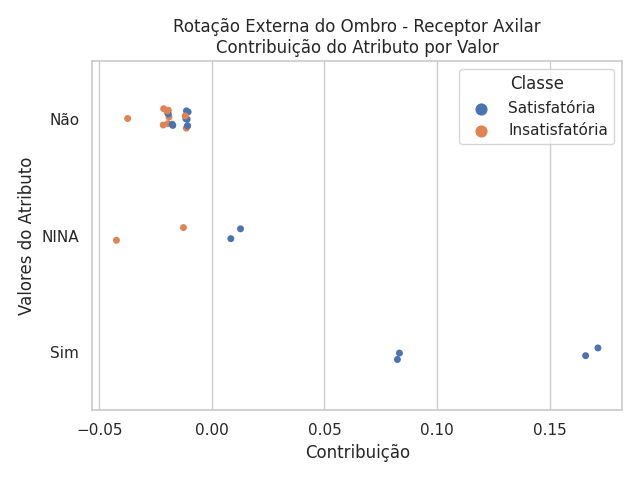 Rotação Externa do Ombro - Receptor Axilar
Contribuição do Atributo por Valor
Classe
Satisfatória
Insatisfatória
Valores do Atributo
Não
NINA
Sim
−0.05
0.00
0.05
0.10
0.15
Contribuição